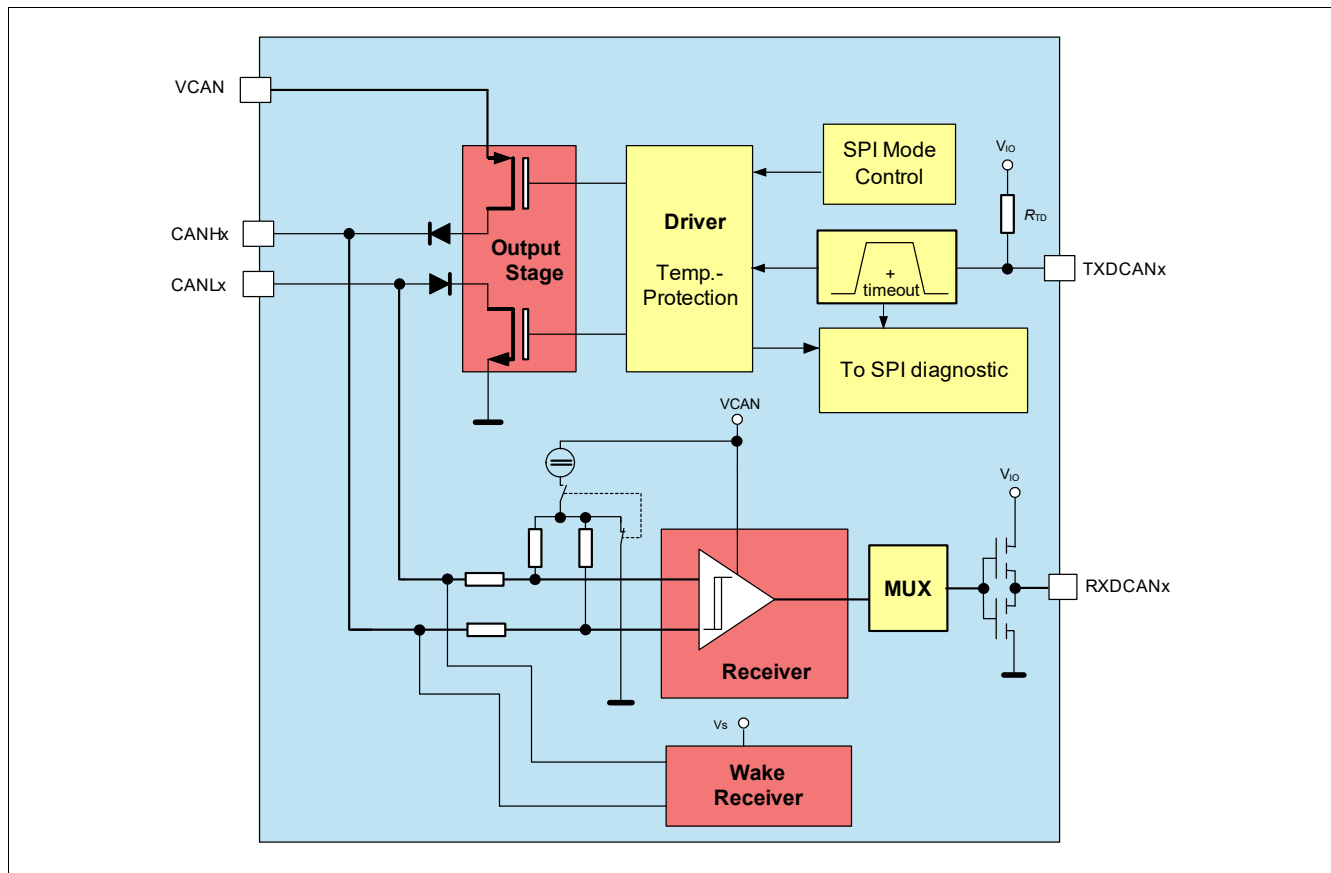 VCAN
SPI Mode
Control
VIO
RTD
CANHx
Driver
Output
Stage
Temp.-
Protection
+
timeout
TXDCANx
CANLx
To SPI diagnostic
VCAN
VIO
MUX
RXDCANx
Receiver
Vs
Wake
Receiver